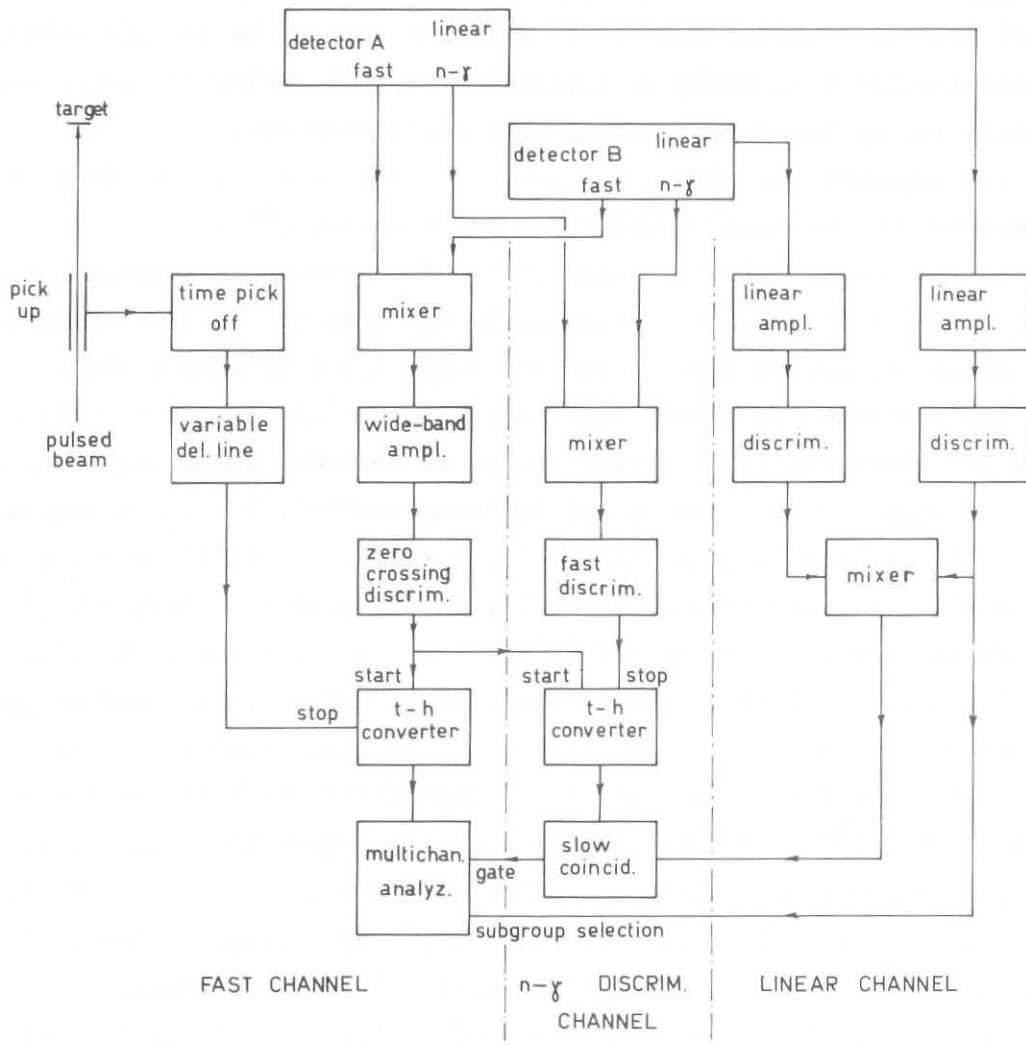 linear
detector A
fast n-γ
target
linear
detector B
fast n-γ
pick
up
time pick
off
mixer
linear
ampl.
linear
ampl.
pulsed
beam
variable
del. line
wide-band
ampl.
mixer
discrim.
discrim.
zero
crossing
discrim.
fast
discrim.
mixer
start
start
stop
stop
t-h
converter
t-h
converter
multichan.
analyz.
gate
slow
coincid.
subgroup selection
FAST CHANNEL
n-γ DISCRIM.
CHANNEL
LINEAR CHANNEL